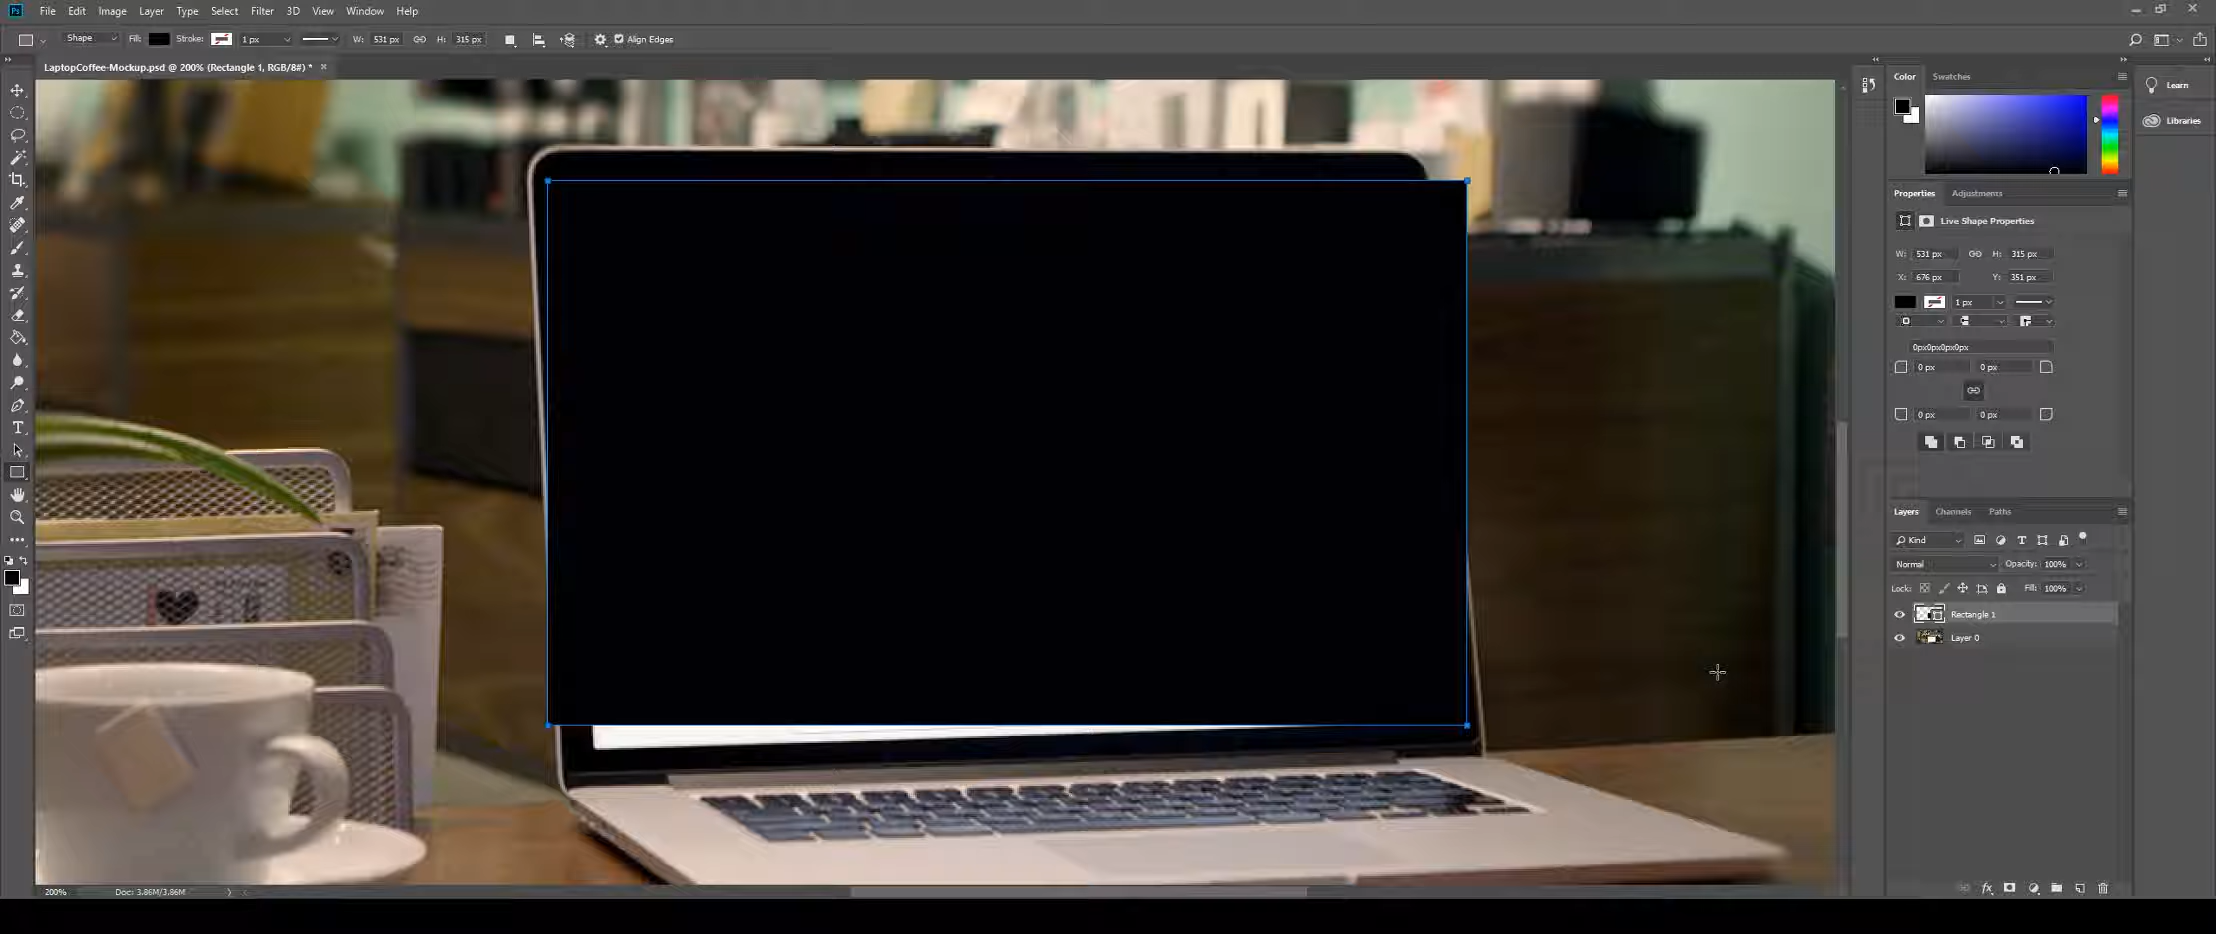 Ps File Edit Image Layer Type Select Filter 3D View Window Help
Shape Fill: Stroke: 1 px W: 531 px H: 315 px Align Edges
LaptopCoffee-Mockup.psd @ 200% (Rectangle 1, RGB/8#) *
Color Swatches
Learn
Libraries
Properties Adjustments
Live Shape Properties
W: 531 px H: 315 px
X: 676 px Y: 351 px
1 px
0px0px0px0px
0 px 0 px
0 px 0 px
Layers Channels Paths
Kind
Normal Opacity: 100%
Lock: Fill: 100%
Rectangle 1
Layer 0
fx
200% Doc: 3.86M/3.86M